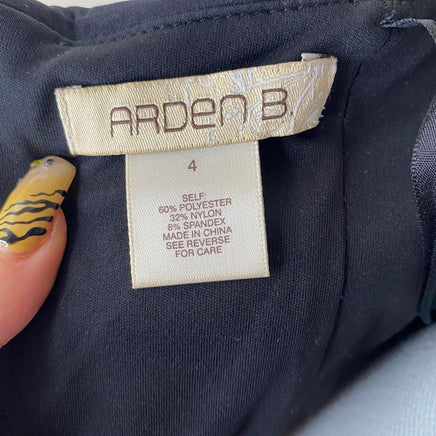 ARDEN B.
4
SELF:
60% POLYESTER
32% NYLON
8% SPANDEX
MADE IN CHINA
SEE REVERSE
FOR CARE